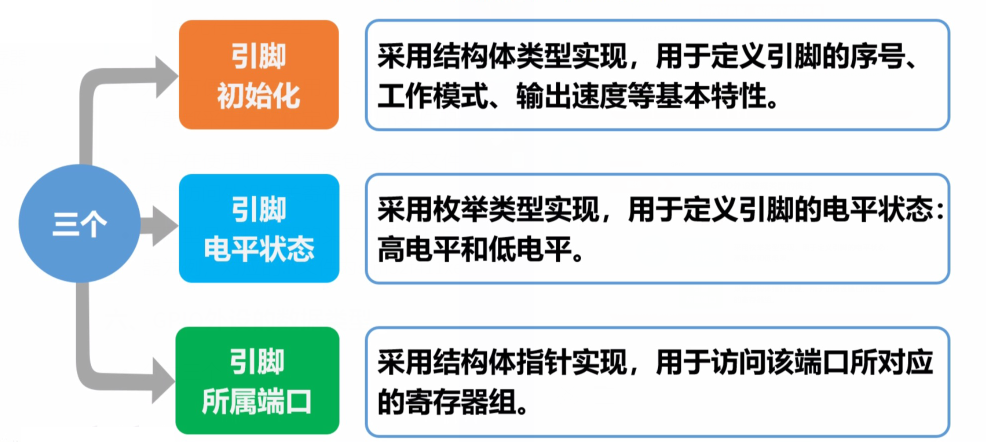 三个
引脚
初始化
采用结构体类型实现，用于定义引脚的序号、
工作模式、输出速度等基本特性。
引脚
电平状态
采用枚举类型实现，用于定义引脚的电平状态：
高电平和低电平。
引脚
所属端口
采用结构体指针实现，用于访问该端口所对应
的寄存器组。